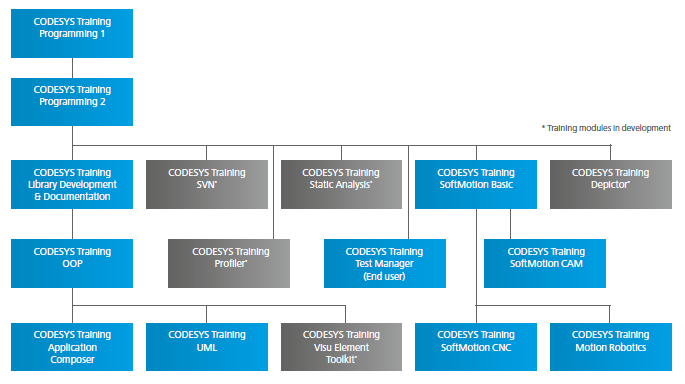 CODESYS Training
Programming 1
CODESYS Training
Programming 2
* Training modules in development
CODESYS Training
Library Development
& Documentation
CODESYS Training
SVN*
CODESYS Training
Static Analysis*
CODESYS Training
SoftMotion Basic
CODESYS Training
Depictor*
CODESYS Training
OOP
CODESYS Training
Profiler*
CODESYS Training
Test Manager
(End user)
CODESYS Training
SoftMotion CAM
CODESYS Training
Application
Composer
CODESYS Training
UML
CODESYS Training
Visu Element
Toolkit*
CODESYS Training
SoftMotion CNC
CODESYS Training
Motion Robotics